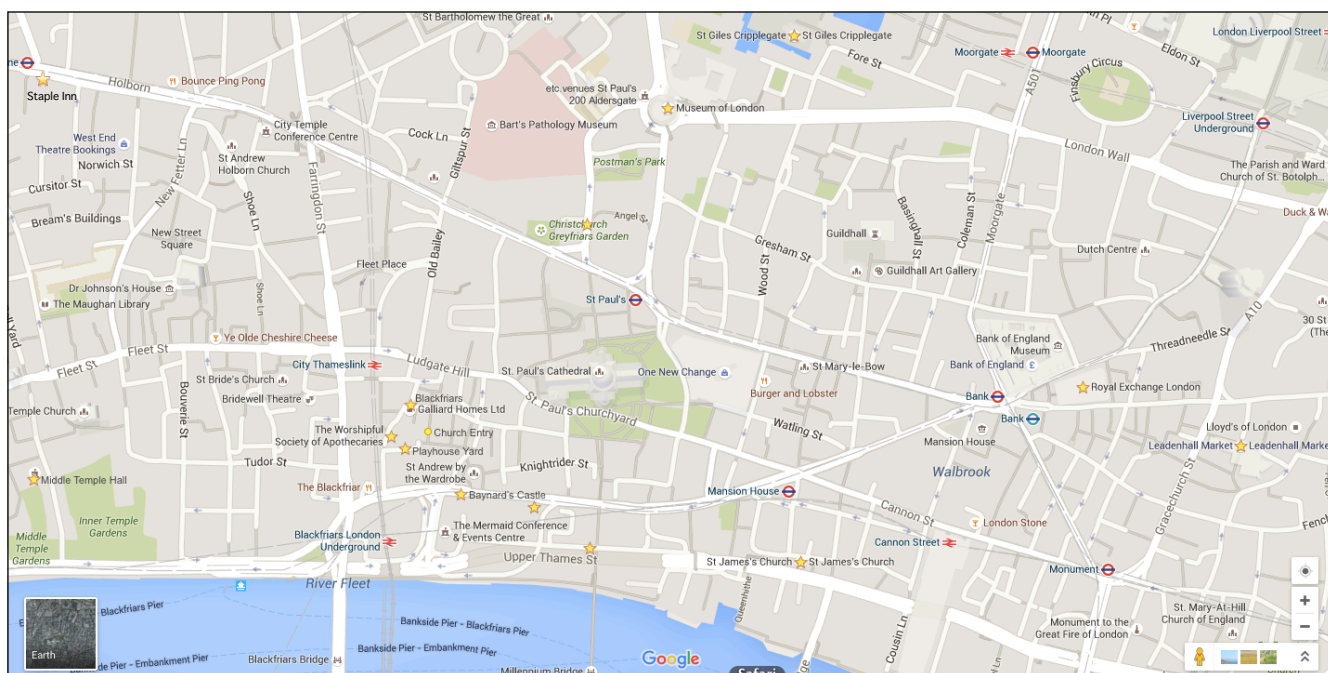 St Bartholomew the Great
St Giles Cripplegate
St Giles Cripplegate
Fore St
Moorgate
Moorgate
A501
Finsbury Circus
Eldon St
London Liverpool Street
Holborn
Bounce Ping Pong
Staple Inn
etc.venues St Paul's
200 Aldersgate
Museum of London
Liverpool Street
Underground
City Temple
Conference Centre
Cock Ln
Giltspur St
Bart's Pathology Museum
West End
Theatre Bookings
Norwich St
New Fetter Ln
St Andrew
Holborn Church
Farringdon St
Postman's Park
London Wall
The Parish and Ward
Church of St. Botolph...
Cursitor St
Shoe Ln
Bream's Buildings
New Street
Square
Old Bailey
Christchurch
Greyfriars Garden
Angel St
Gresham St
Wood St
Guildhall
Basinghall St
Coleman St
Moorgate
Duck & Wa
Dutch Centre
Fleet Place
Guildhall Art Gallery
Dr Johnson's House
The Maughan Library
Shoe Ln
St Paul's
A10
30 St
(The
Ye Olde Cheshire Cheese
Threadneedle St
Bank of England
Museum
Fleet St
Fleet St
City Thameslink
Ludgate Hill
St. Paul's Cathedral
One New Change
St Mary-le-Bow
Bank of England
St Bride's Church
Bridewell Theatre
Bouverie St
Burger and Lobster
Royal Exchange London
Bank
Bank
Temple Church
Blackfriars
Galliard Homes Ltd
St. Paul's Churchyard
Watling St
Mansion House
Lloyd's of London
Leadenhall Market
Leadenhall Market
The Worshipful
Society of Apothecaries
Church Entry
Playhouse Yard
Tudor St
St Andrew by
the Wardrobe
Knightrider St
Walbrook
Middle Temple Hall
The Blackfriar
Baynard's Castle
Mansion House
Cannon St
Gracechurch St
Inner Temple
Gardens
Middle
Temple
Gardens
The Mermaid Conference
& Events Centre
London Stone
Blackfriars London
Underground
Upper Thames St
Cannon Street
St James's Church
St James's Church
Monument
River Fleet
Queenhithe
Cousin Ln
Blackfriars Pier
Blackfriars Pier
Bankside Pier - Blackfriars Pier
Monument to the
Great Fire of London
St. Mary-At-Hill
Church of England
Earth
Bankside Pier - Embankment Pier
Bankside Pier - Embankment Pier
Blackfriars Bridge
Millennium Bridge
Google